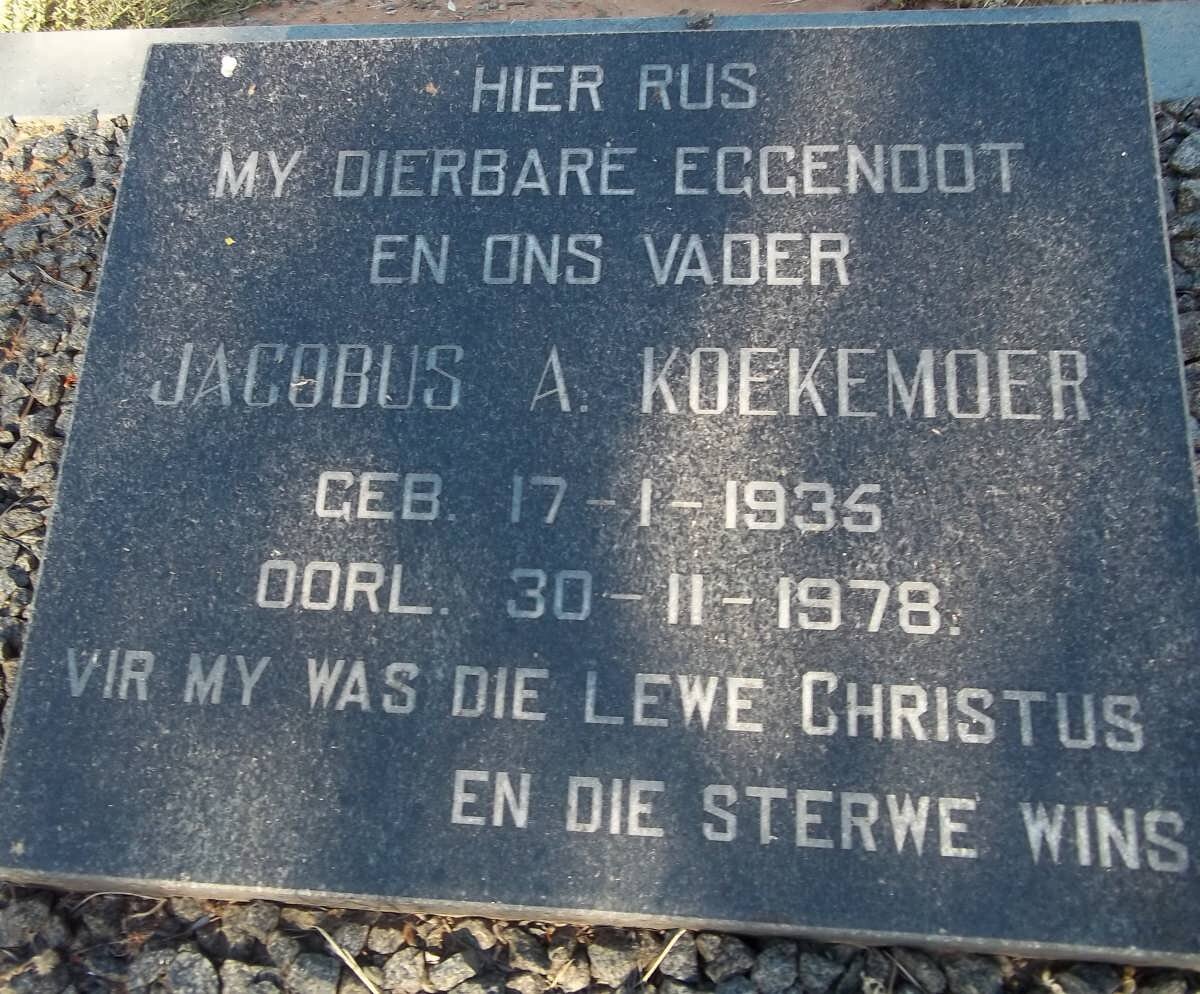 HIER RUS
MY DIERBARE EGGENOOT
EN ONS VADER
JACOBUS A. KOEKEMOER
GEB. 17-1-1935
OORL. 30-11-1978.
VIR MY WAS DIE LEWE CHRISTUS
EN DIE STERWE WINS